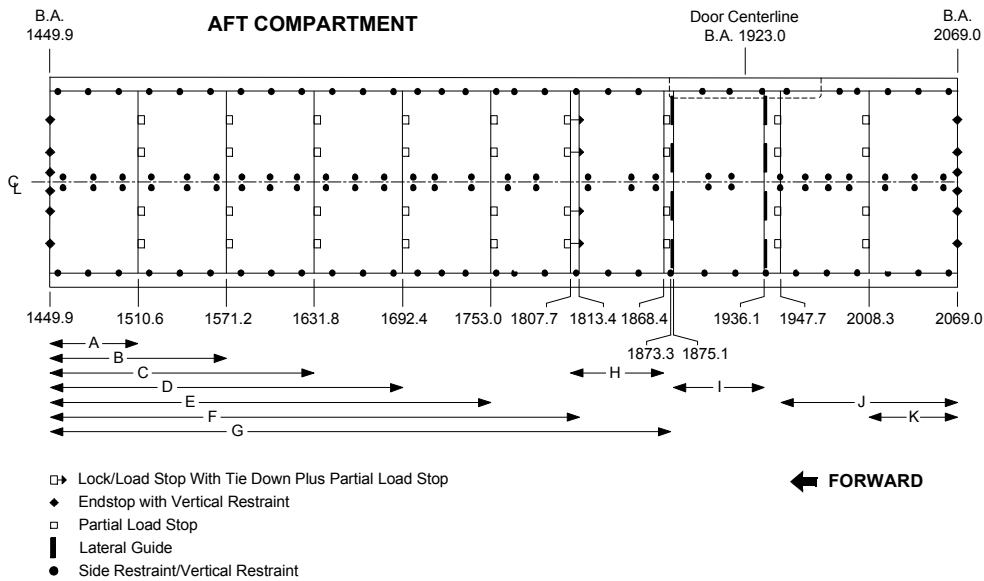 B.A.
1449.9
AFT COMPARTMENT
Door Centerline
B.A. 1923.0
B.A.
2069.0
CL
1449.9 1510.6 1571.2 1631.8 1692.4 1753.0 1807.7 1813.4 1868.4 1936.1 1947.7 2008.3 2069.0
1873.3 1875.1
A
B
C
D
E
F
G
H
I
J
K
Lock/Load Stop With Tie Down Plus Partial Load Stop
Endstop with Vertical Restraint
Partial Load Stop
Lateral Guide
Side Restraint/Vertical Restraint
FORWARD